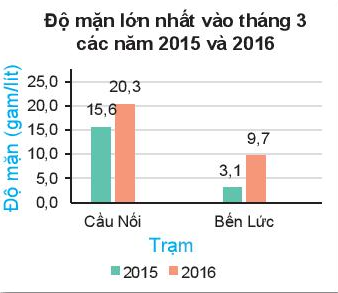 Độ mặn lớn nhất vào tháng 3
các năm 2015 và 2016
Độ mặn (gam/lít)
25,0
20,0
15,0
10,0
5,0
0,0
15,6
20,3
3,1
9,7
Cầu Nối
Bến Lức
Trạm
2015
2016